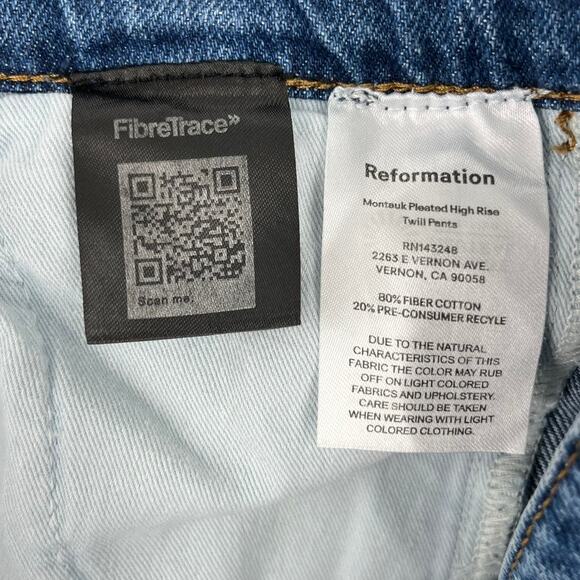 FibreTrace»
Scan me.
Reformation
Montauk Pleated High Rise
Twill Pants
RN143248
2263 E VERNON AVE.
VERNON, CA 90058
80% FIBER COTTON
20% PRE-CONSUMER RECYLE
DUE TO THE NATURAL
CHARACTERISTICS OF THIS
FABRIC THE COLOR MAY RUB
OFF ON LIGHT COLORED
FABRICS AND UPHOLSTERY.
CARE SHOULD BE TAKEN
WHEN WEARING WITH LIGHT
COLORED CLOTHING.